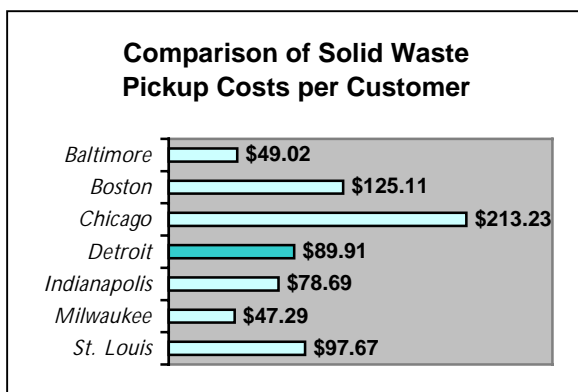 Comparison of Solid Waste
Pickup Costs per Customer
Baltimore $49.02
Boston $125.11
Chicago $213.23
Detroit $89.91
Indianapolis $78.69
Milwaukee $47.29
St. Louis $97.67